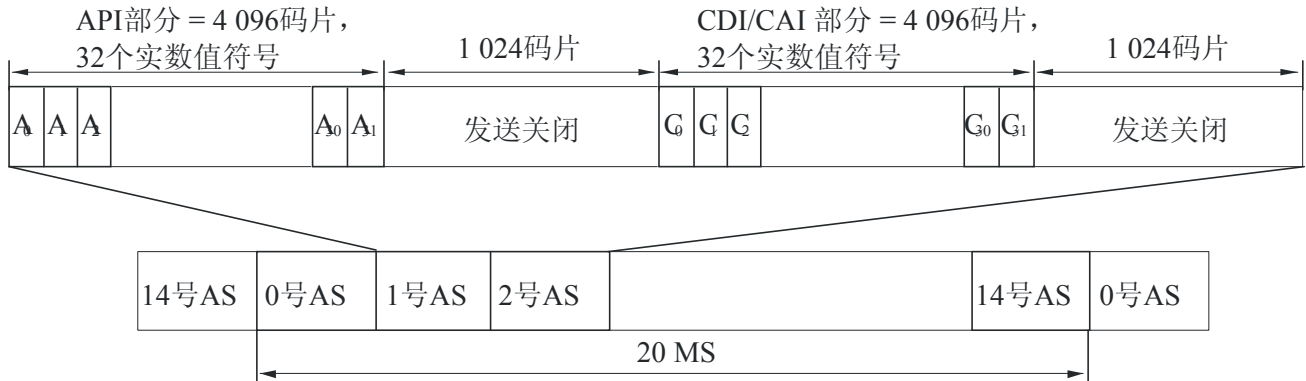 API部分 = 4 096码片，
32个实数值符号
1 024码片
CDI/CAI 部分 = 4 096码片，
32个实数值符号
1 024码片
A0 A1 A2 A30 A31 发送关闭 C0 C1 C2 C30 C31 发送关闭
14号AS 0号AS 1号AS 2号AS 14号AS 0号AS
20 MS